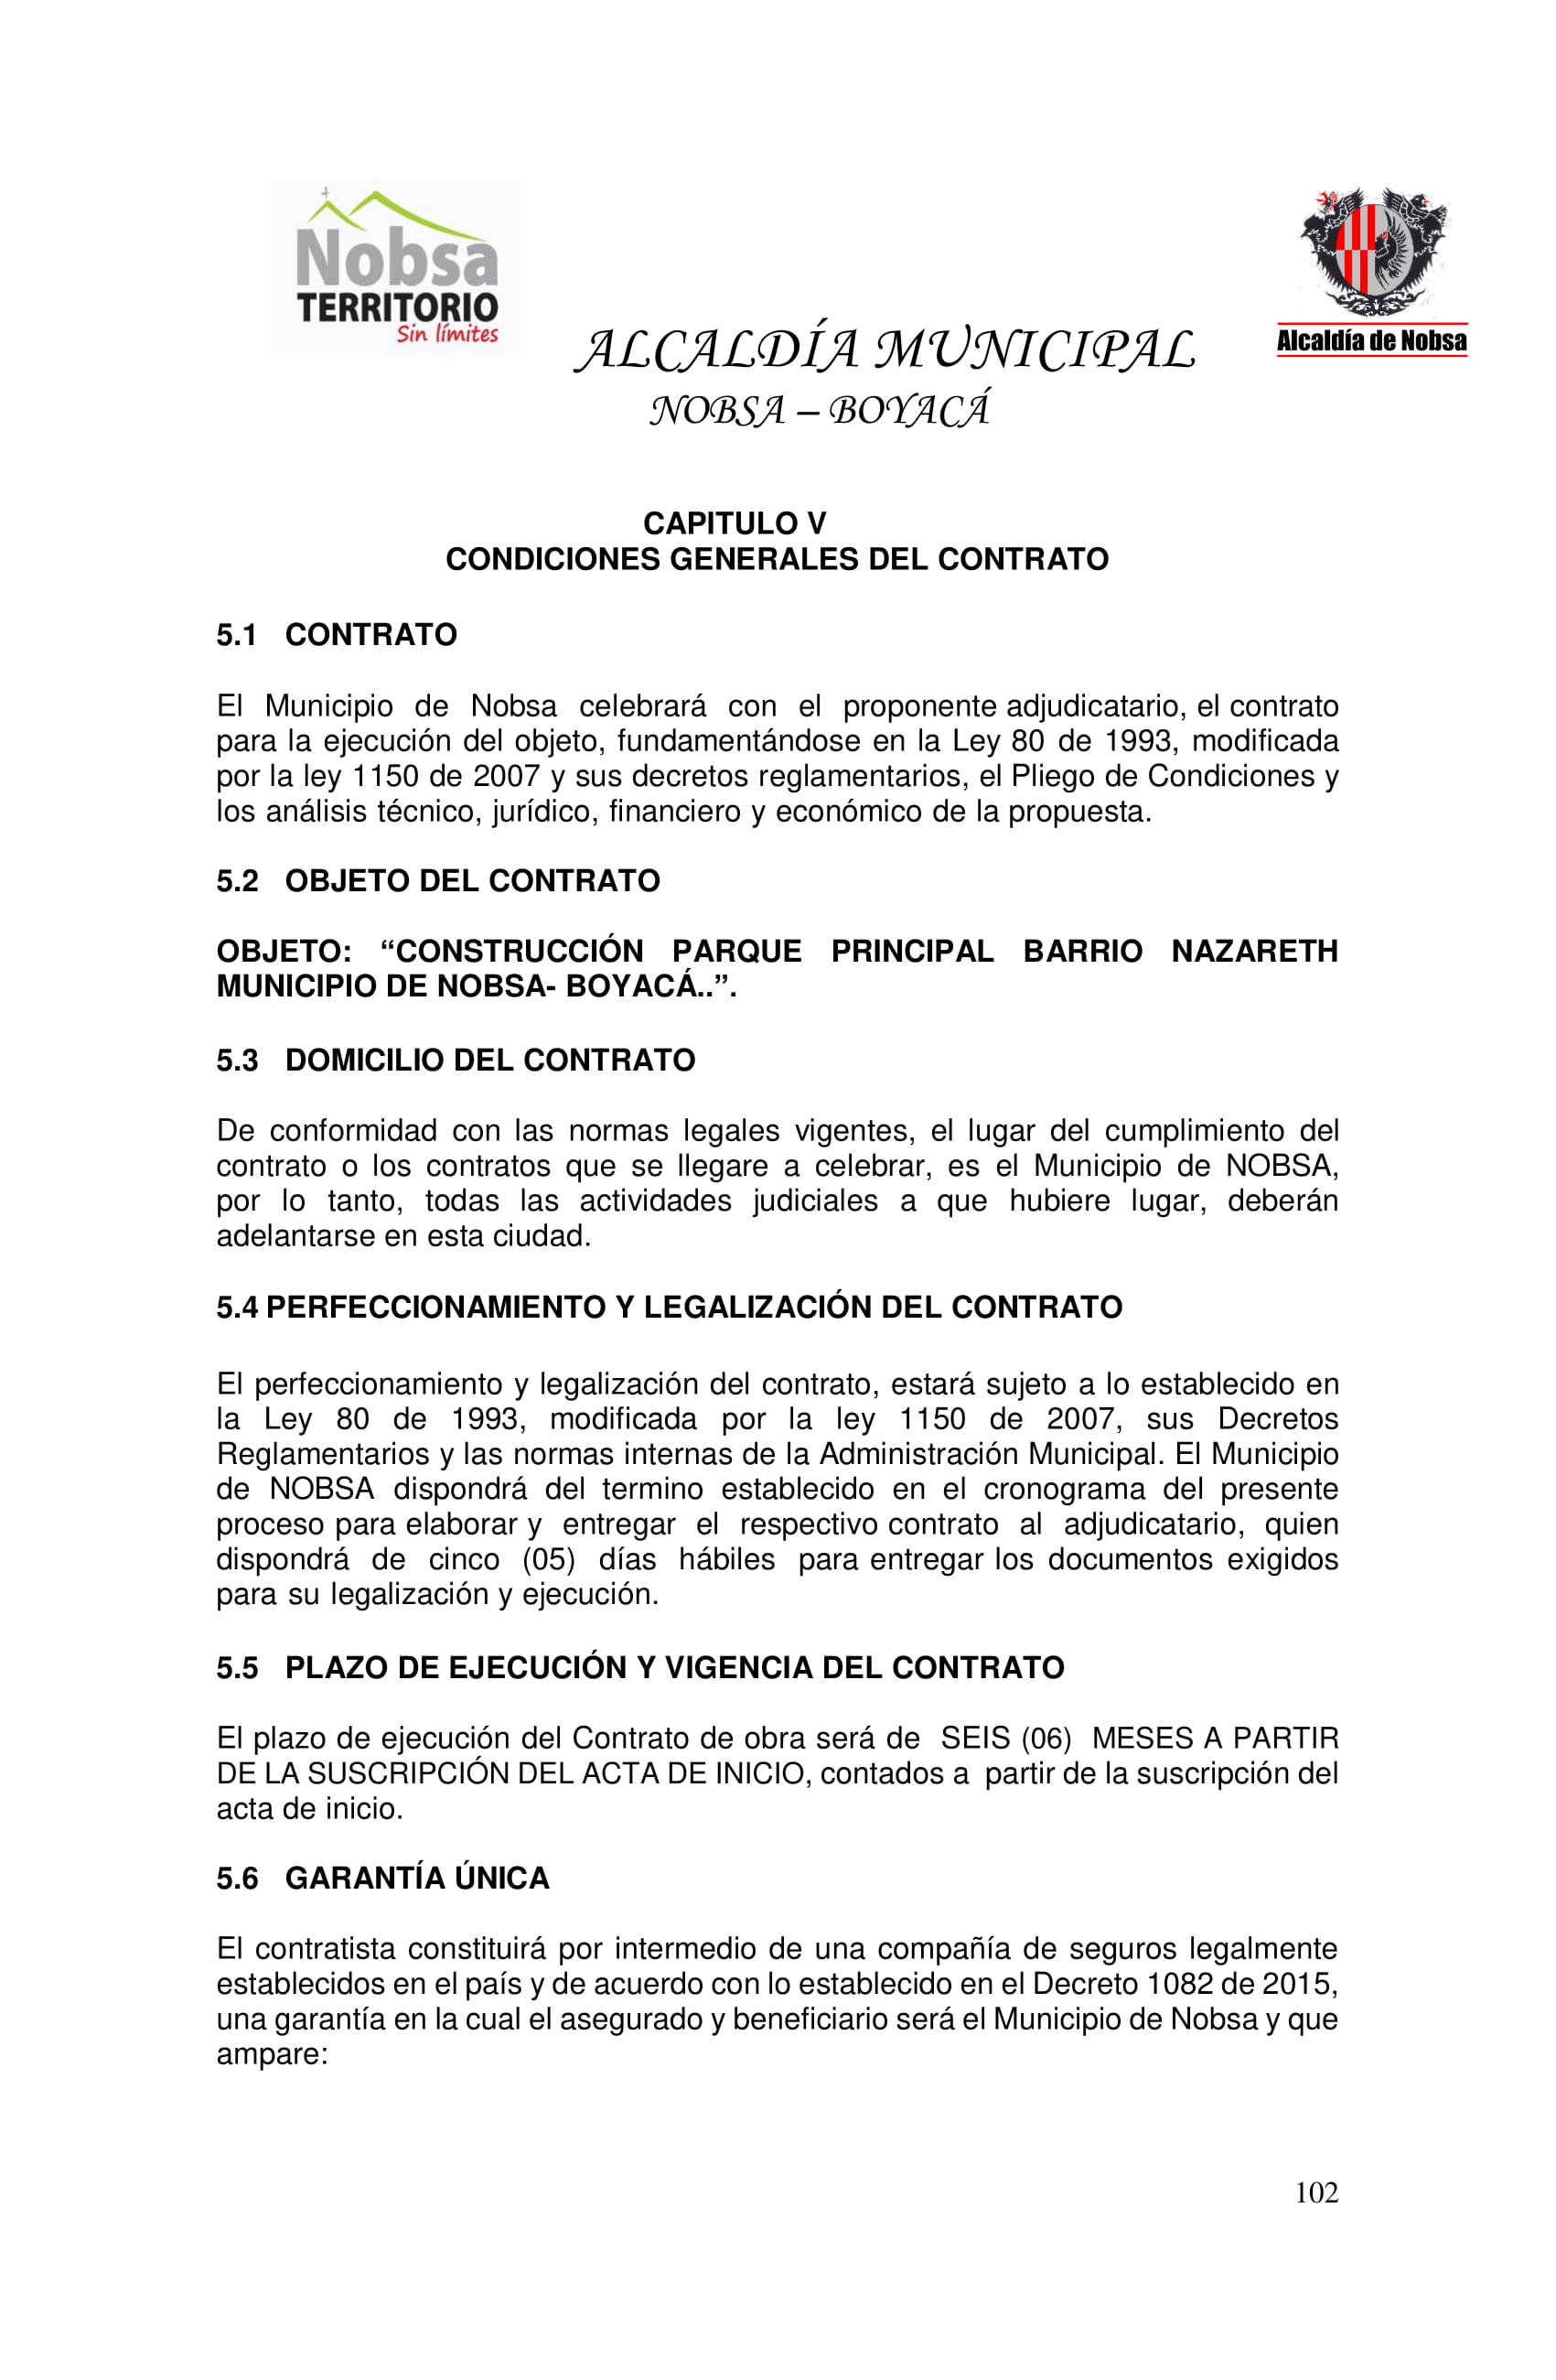 Nobsa
TERRITORIO
Sin límites
Alcaldía de Nobsa
ALCALDÍA MUNICIPAL
NOBSA – BOYACÁ
CAPITULO V
CONDICIONES GENERALES DEL CONTRATO
5.1 CONTRATO
El Municipio de Nobsa celebrará con el proponente adjudicatario, el contrato
para la ejecución del objeto, fundamentándose en la Ley 80 de 1993, modificada
por la ley 1150 de 2007 y sus decretos reglamentarios, el Pliego de Condiciones y
los análisis técnico, jurídico, financiero y económico de la propuesta.
5.2 OBJETO DEL CONTRATO
OBJETO: “CONSTRUCCIÓN PARQUE PRINCIPAL BARRIO NAZARETH
MUNICIPIO DE NOBSA- BOYACÁ..”.
5.3 DOMICILIO DEL CONTRATO
De conformidad con las normas legales vigentes, el lugar del cumplimiento del
contrato o los contratos que se llegare a celebrar, es el Municipio de NOBSA,
por lo tanto, todas las actividades judiciales a que hubiere lugar, deberán
adelantarse en esta ciudad.
5.4 PERFECCIONAMIENTO Y LEGALIZACIÓN DEL CONTRATO
El perfeccionamiento y legalización del contrato, estará sujeto a lo establecido en
la Ley 80 de 1993, modificada por la ley 1150 de 2007, sus Decretos
Reglamentarios y las normas internas de la Administración Municipal. El Municipio
de NOBSA dispondrá del termino establecido en el cronograma del presente
proceso para elaborar y entregar el respectivo contrato al adjudicatario, quien
dispondrá de cinco (05) días hábiles para entregar los documentos exigidos
para su legalización y ejecución.
5.5 PLAZO DE EJECUCIÓN Y VIGENCIA DEL CONTRATO
El plazo de ejecución del Contrato de obra será de SEIS (06) MESES A PARTIR
DE LA SUSCRIPCIÓN DEL ACTA DE INICIO, contados a partir de la suscripción del
acta de inicio.
5.6 GARANTÍA ÚNICA
El contratista constituirá por intermedio de una compañía de seguros legalmente
establecidos en el país y de acuerdo con lo establecido en el Decreto 1082 de 2015,
una garantía en la cual el asegurado y beneficiario será el Municipio de Nobsa y que
ampare:
102